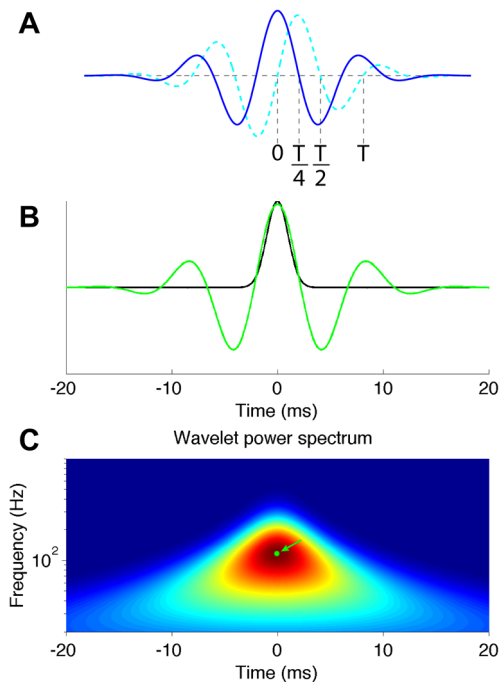 A
0 T/4 T/2 T
B
-20 -10 0 10 20
Time (ms)
C
Wavelet power spectrum
Frequency (Hz)
10²
-20 -10 0 10 20
Time (ms)